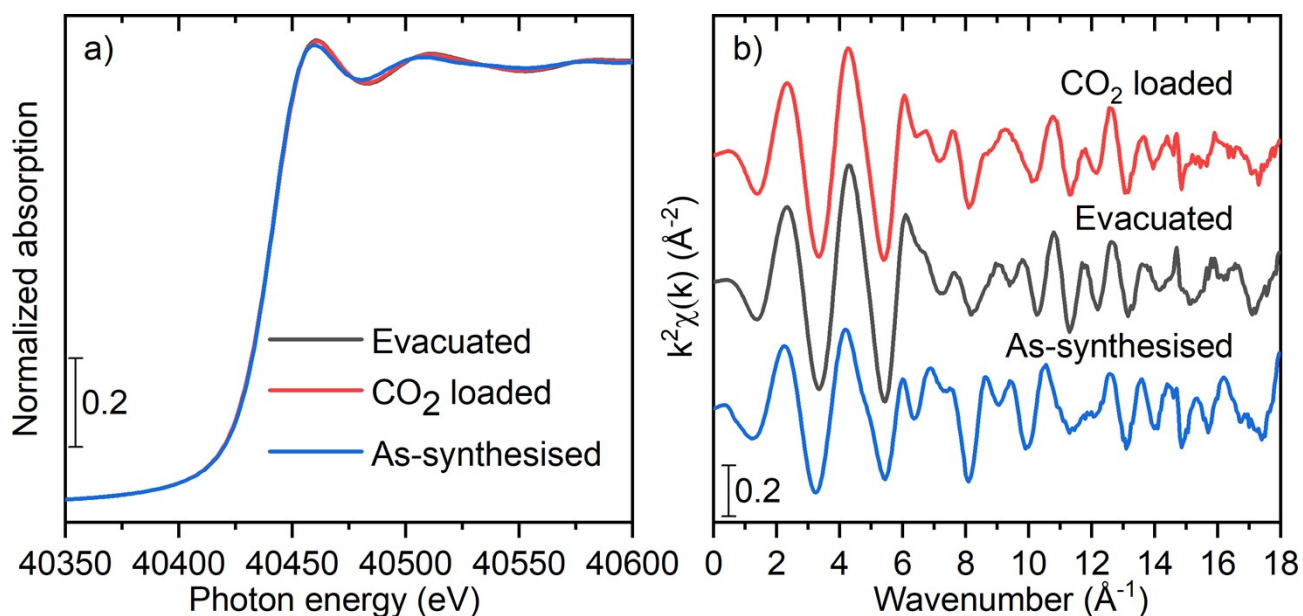 a)
Normalized absorption
0.2
Evacuated
CO₂ loaded
As-synthesised
40350 40400 40450 40500 40550 40600
Photon energy (eV)
b)
k²χ(k) (Å⁻²)
CO₂ loaded
Evacuated
As-synthesised
0.2
0 2 4 6 8 10 12 14 16 18
Wavenumber (Å⁻¹)